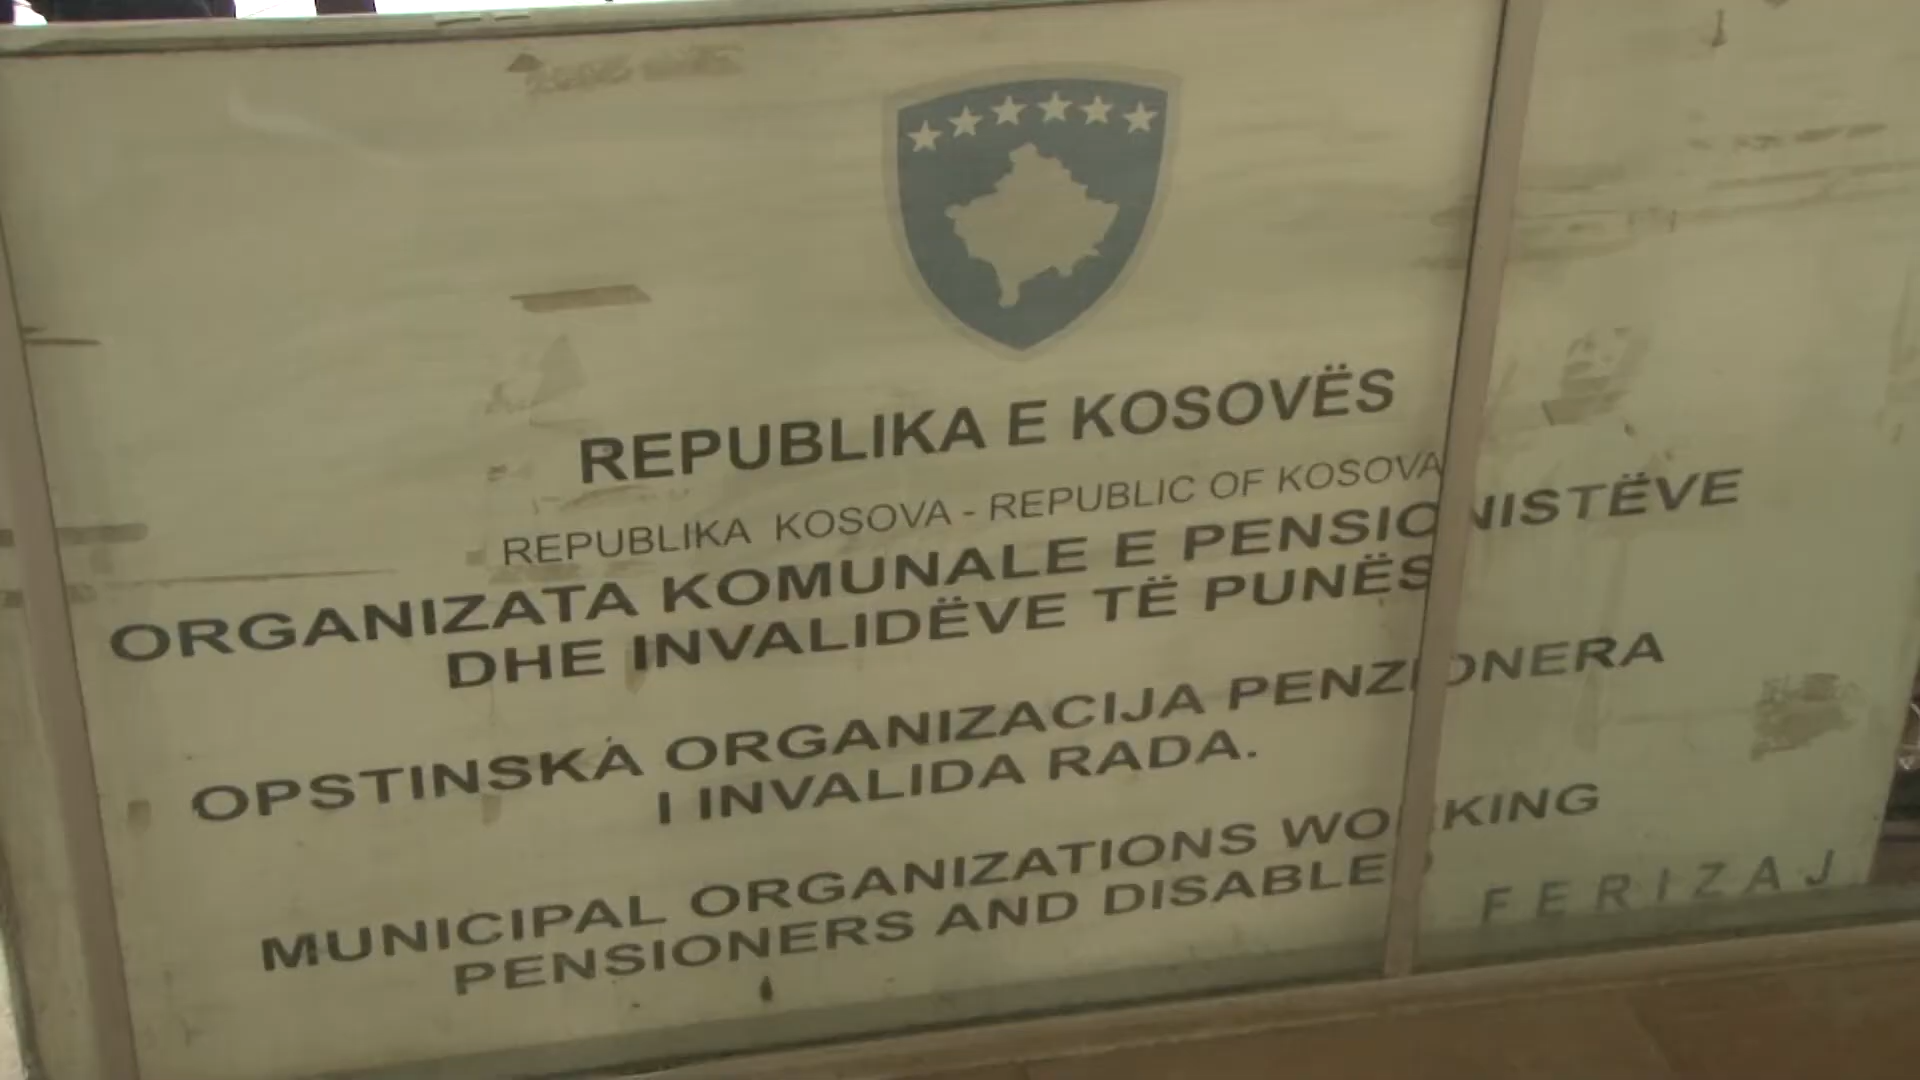 REPUBLIKA E KOSOVËS
REPUBLIKA KOSOVA - REPUBLIC OF KOSOVA
ORGANIZATA KOMUNALE E PENSIONISTËVE
DHE INVALIDËVE TË PUNËS
OPSTINSKA ORGANIZACIJA PENZIONERA
I INVALIDA RADA.
MUNICIPAL ORGANIZATIONS WORKING
PENSIONERS AND DISABLED
FERIZAJ